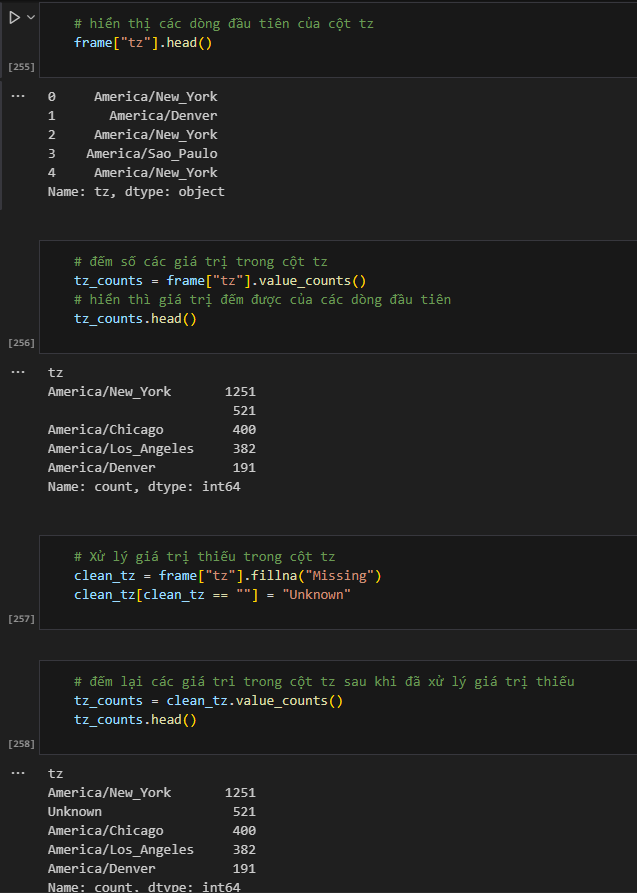 # hiển thị các dòng đầu tiên của cột tz
frame["tz"].head()
[255]
0     America/New_York
1       America/Denver
2     America/New_York
3    America/Sao_Paulo
4     America/New_York
Name: tz, dtype: object
# đếm số các giá trị trong cột tz
tz_counts = frame["tz"].value_counts()
# hiển thì giá trị đếm được của các dòng đầu tiên
tz_counts.head()
[256]
tz
America/New_York       1251
                        521
America/Chicago         400
America/Los_Angeles     382
America/Denver          191
Name: count, dtype: int64
# Xử lý giá trị thiếu trong cột tz
clean_tz = frame["tz"].fillna("Missing")
clean_tz[clean_tz == ""] = "Unknown"
[257]
# đếm lại các giá tri trong cột tz sau khi đã xử lý giá trị thiếu
tz_counts = clean_tz.value_counts()
tz_counts.head()
[258]
tz
America/New_York       1251
Unknown                 521
America/Chicago         400
America/Los_Angeles     382
America/Denver          191
Name: count, dtype: int64